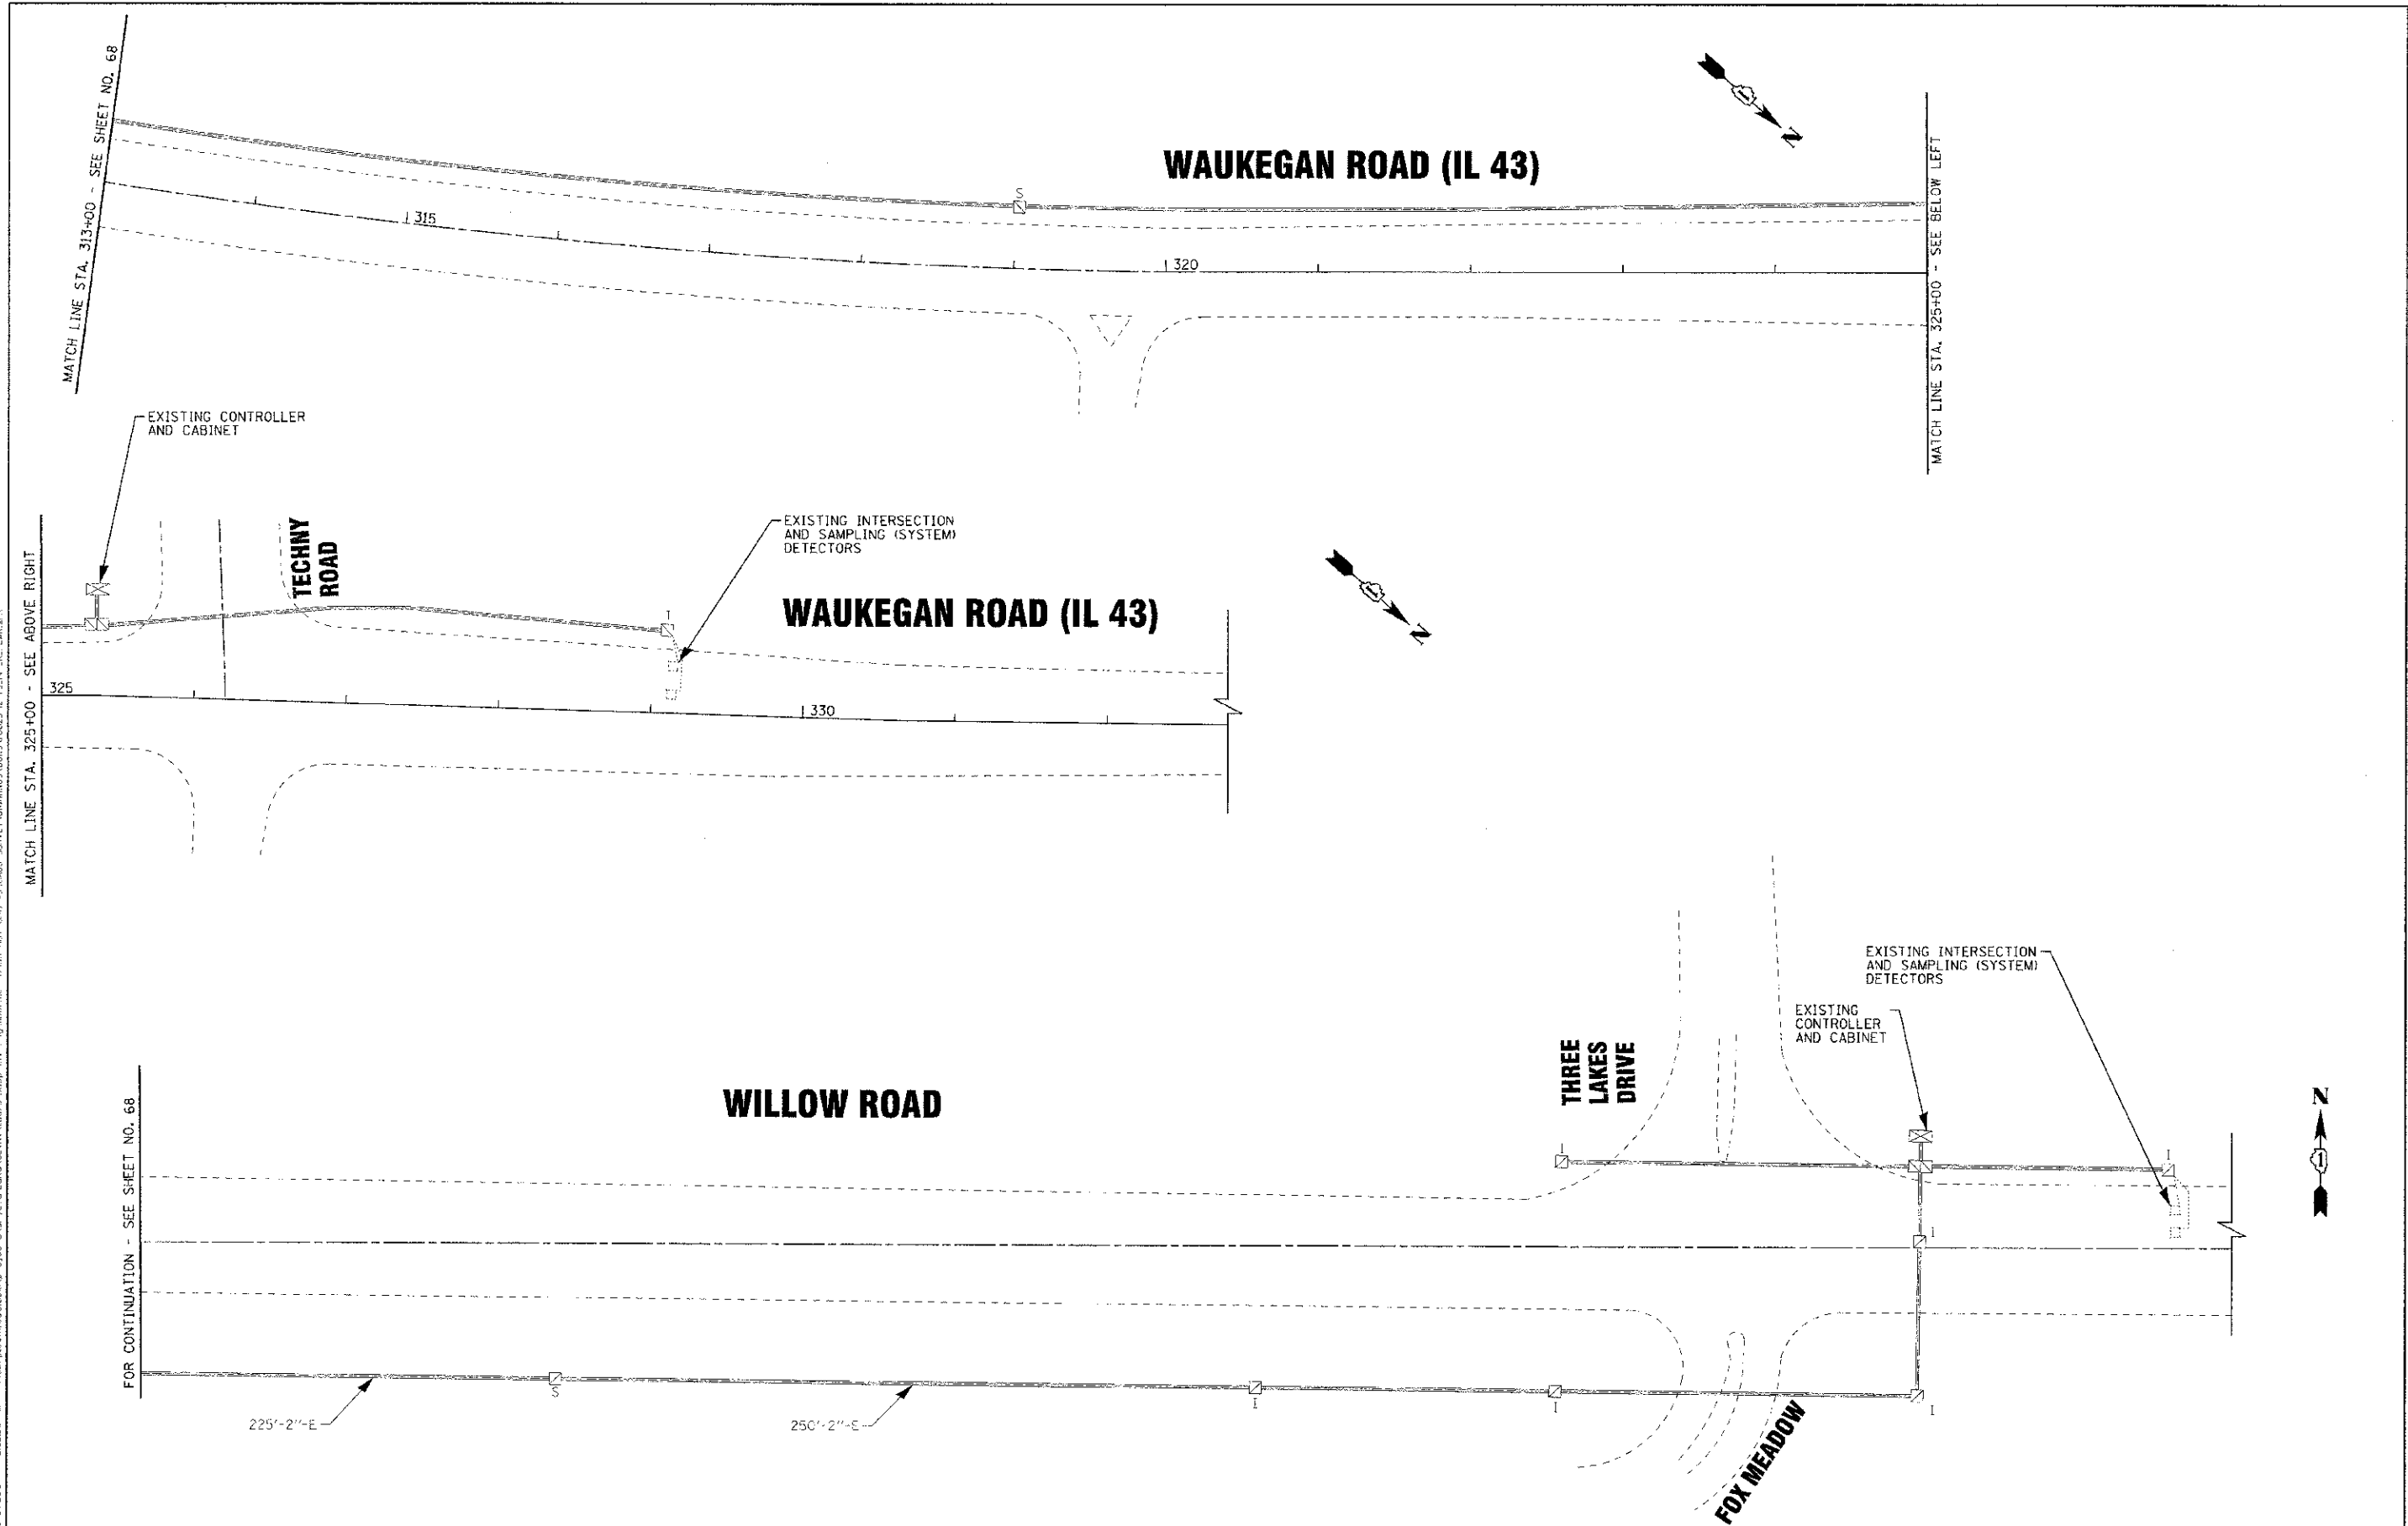 MATCH LINE STA. 313+00 - SEE SHEET NO. 68
WAUKEGAN ROAD (IL 43)
N
S
315
320
MATCH LINE STA. 325+00 - SEE BELOW LEFT
EXISTING CONTROLLER
AND CABINET
TECHNY
ROAD
EXISTING INTERSECTION
AND SAMPLING (SYSTEM)
DETECTORS
WAUKEGAN ROAD (IL 43)
N
I
325
330
MATCH LINE STA. 325+00 - SEE ABOVE RIGHT
EXISTING INTERSECTION
AND SAMPLING (SYSTEM)
DETECTORS
EXISTING
CONTROLLER
AND CABINET
THREE
LAKES
DRIVE
WILLOW ROAD
N
1
I
I
I
FOR CONTINUATION - SEE SHEET NO. 68
S
I
I
I
225'-2"-E
250'-2"-E
FOX MEADOW